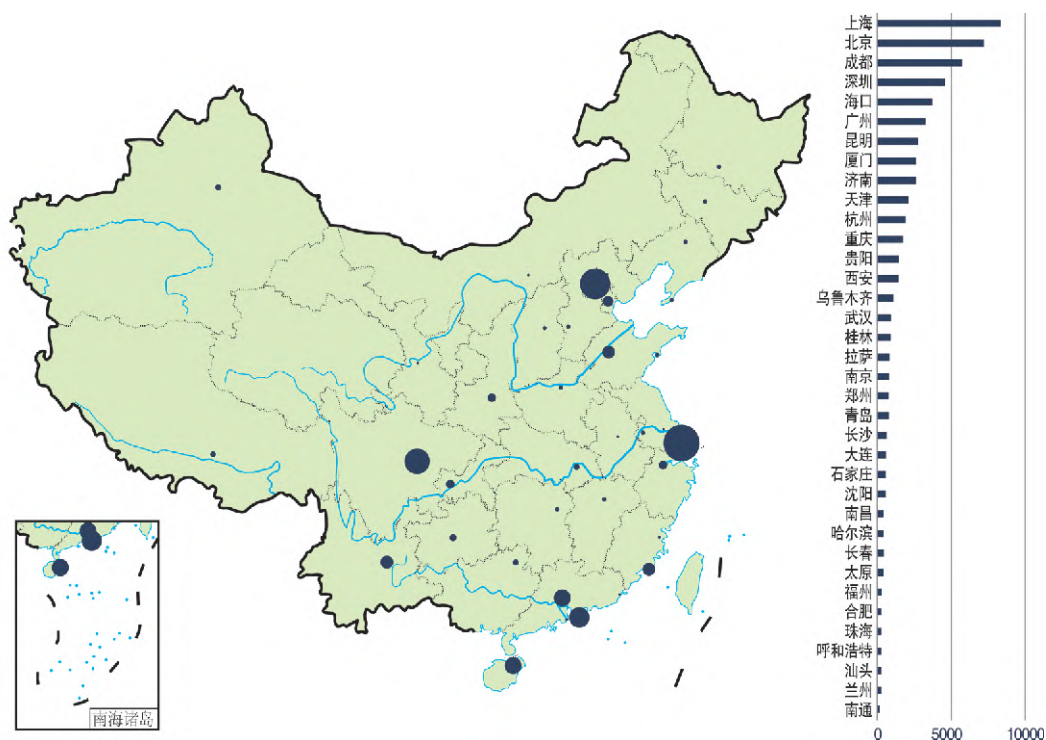 上海
北京
成都
深圳
海口
广州
昆明
厦门
济南
天津
杭州
重庆
贵阳
西安
乌鲁木齐
武汉
桂林
拉萨
南京
郑州
青岛
长沙
大连
石家庄
沈阳
南昌
哈尔滨
长春
太原
福州
合肥
珠海
呼和浩特
汕头
兰州
南通
0 5000 10000
南海诸岛